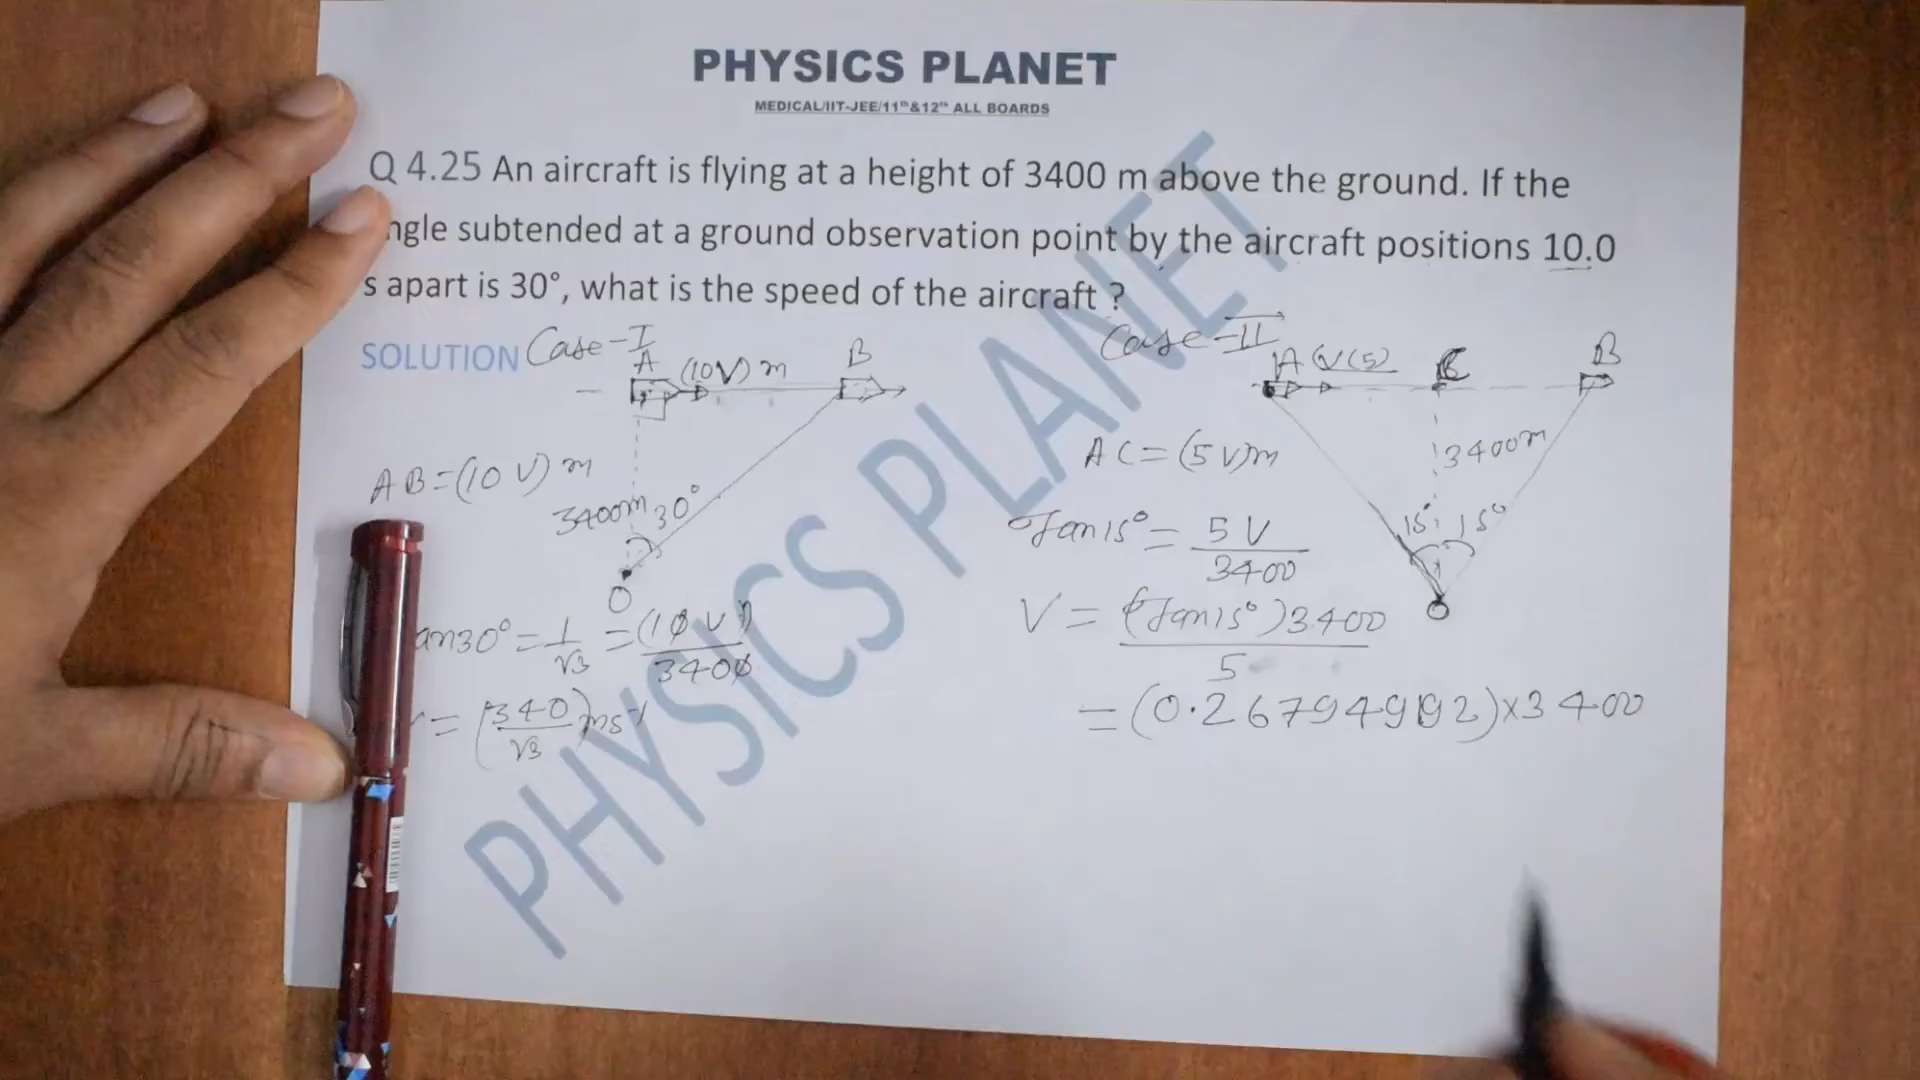 PHYSICS PLANET
MEDICAL/IIT-JEE/11th&12th ALL BOARDS
Q 4.25 An aircraft is flying at a height of 3400 m above the ground. If the
ngle subtended at a ground observation point by the aircraft positions 10.0
s apart is 30°, what is the speed of the aircraft ?
SOLUTION
Case-I
A
(10V) m
B
AB=(10 V) m
3400m
30°
O
an30°=1/√3=(10V)/3400
=(340/√3)ms-1
Case-II
A
V(5)
C
B
AC=(5V)m
3400m
15°
15°
O
Tan15°=5V/3400
V=(Tan15°)3400/5
=(0.26794992)×3400
PHYSICS PLANET